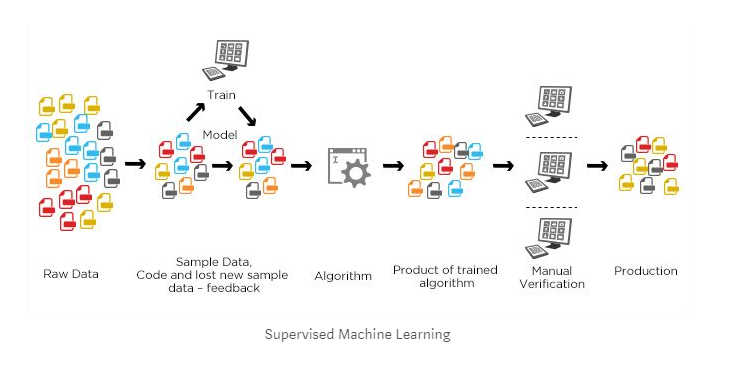 Train
Model
Raw Data
Sample Data,
Code and lost new sample
data – feedback
Algorithm
Product of trained
algorithm
Manual
Verification
Production
Supervised Machine Learning